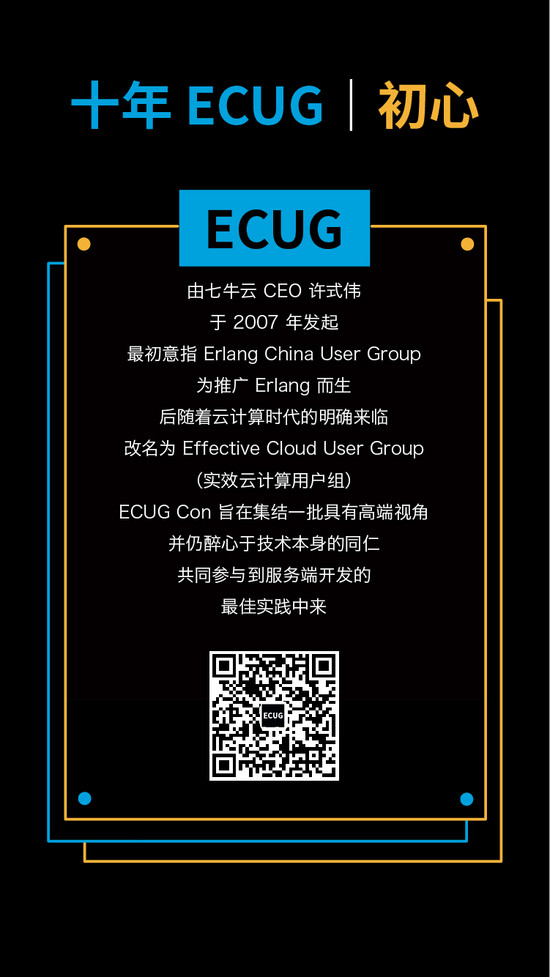 十年 ECUG | 初心
ECUG
由七牛云 CEO 许式伟
于 2007 年发起
最初意指 Erlang China User Group
为推广 Erlang 而生
后随着云计算时代的明确来临
改名为 Effective Cloud User Group
（实效云计算用户组）
ECUG Con 旨在集结一批具有高端视角
并仍醉心于技术本身的同仁
共同参与到服务端开发的
最佳实践中来
ECUG